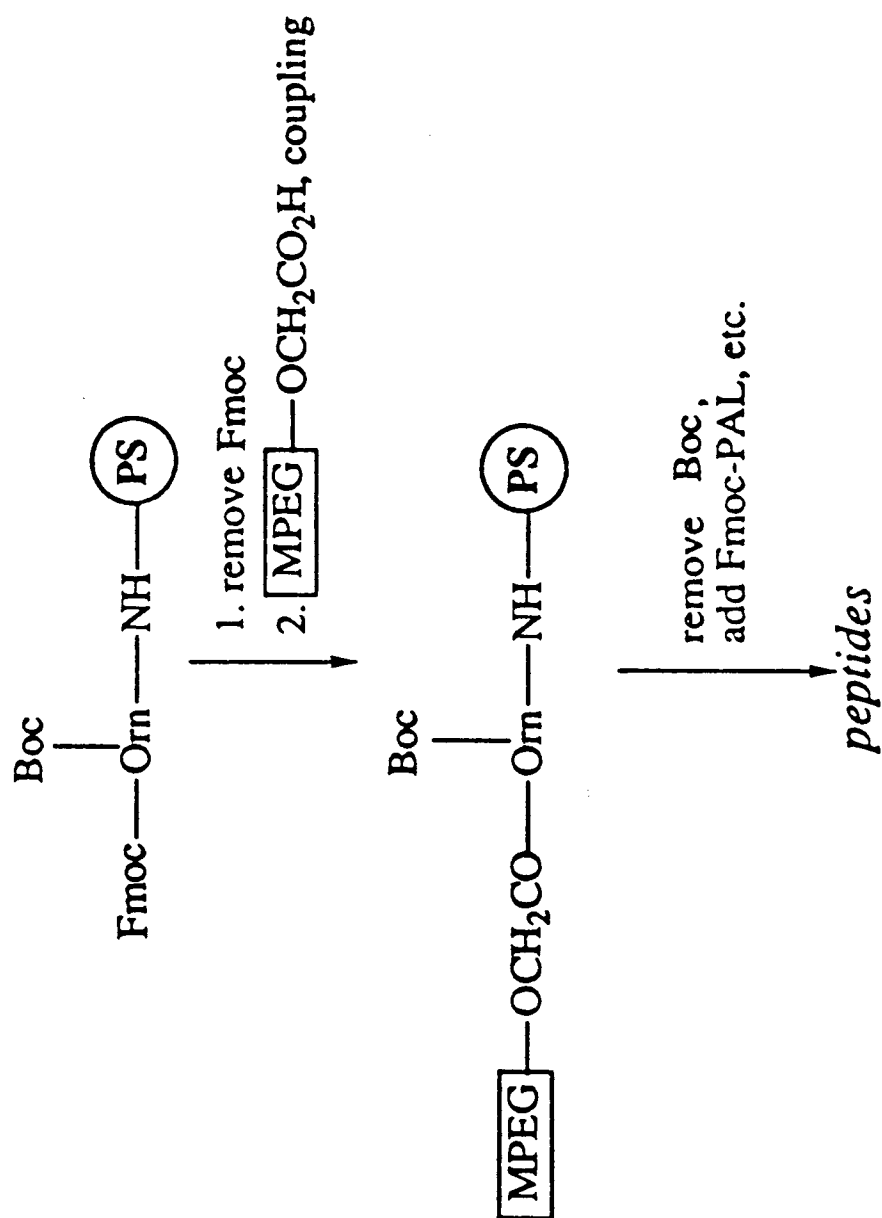 Boc
Fmoc—Orn—NH—PS
1. remove Fmoc
2. MPEG—OCH₂CO₂H, coupling
Boc
MPEG—OCH₂CO—Orn—NH—PS
remove Boc,
add Fmoc-PAL, etc.
peptides